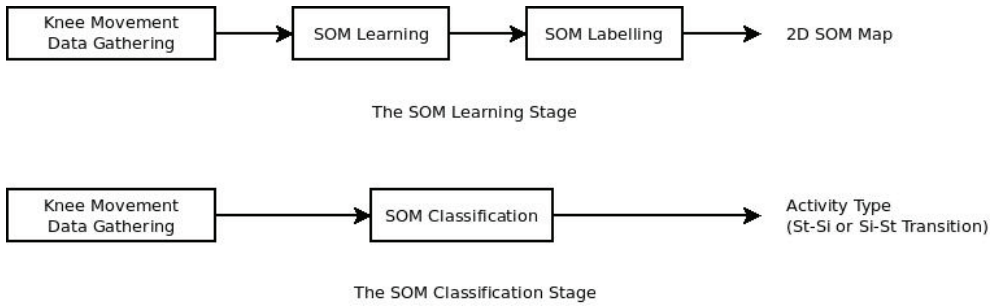 Knee Movement
Data Gathering
SOM Learning
SOM Labelling
2D SOM Map
The SOM Learning Stage
Knee Movement
Data Gathering
SOM Classification
Activity Type
(St-Si or Si-St Transition)
The SOM Classification Stage